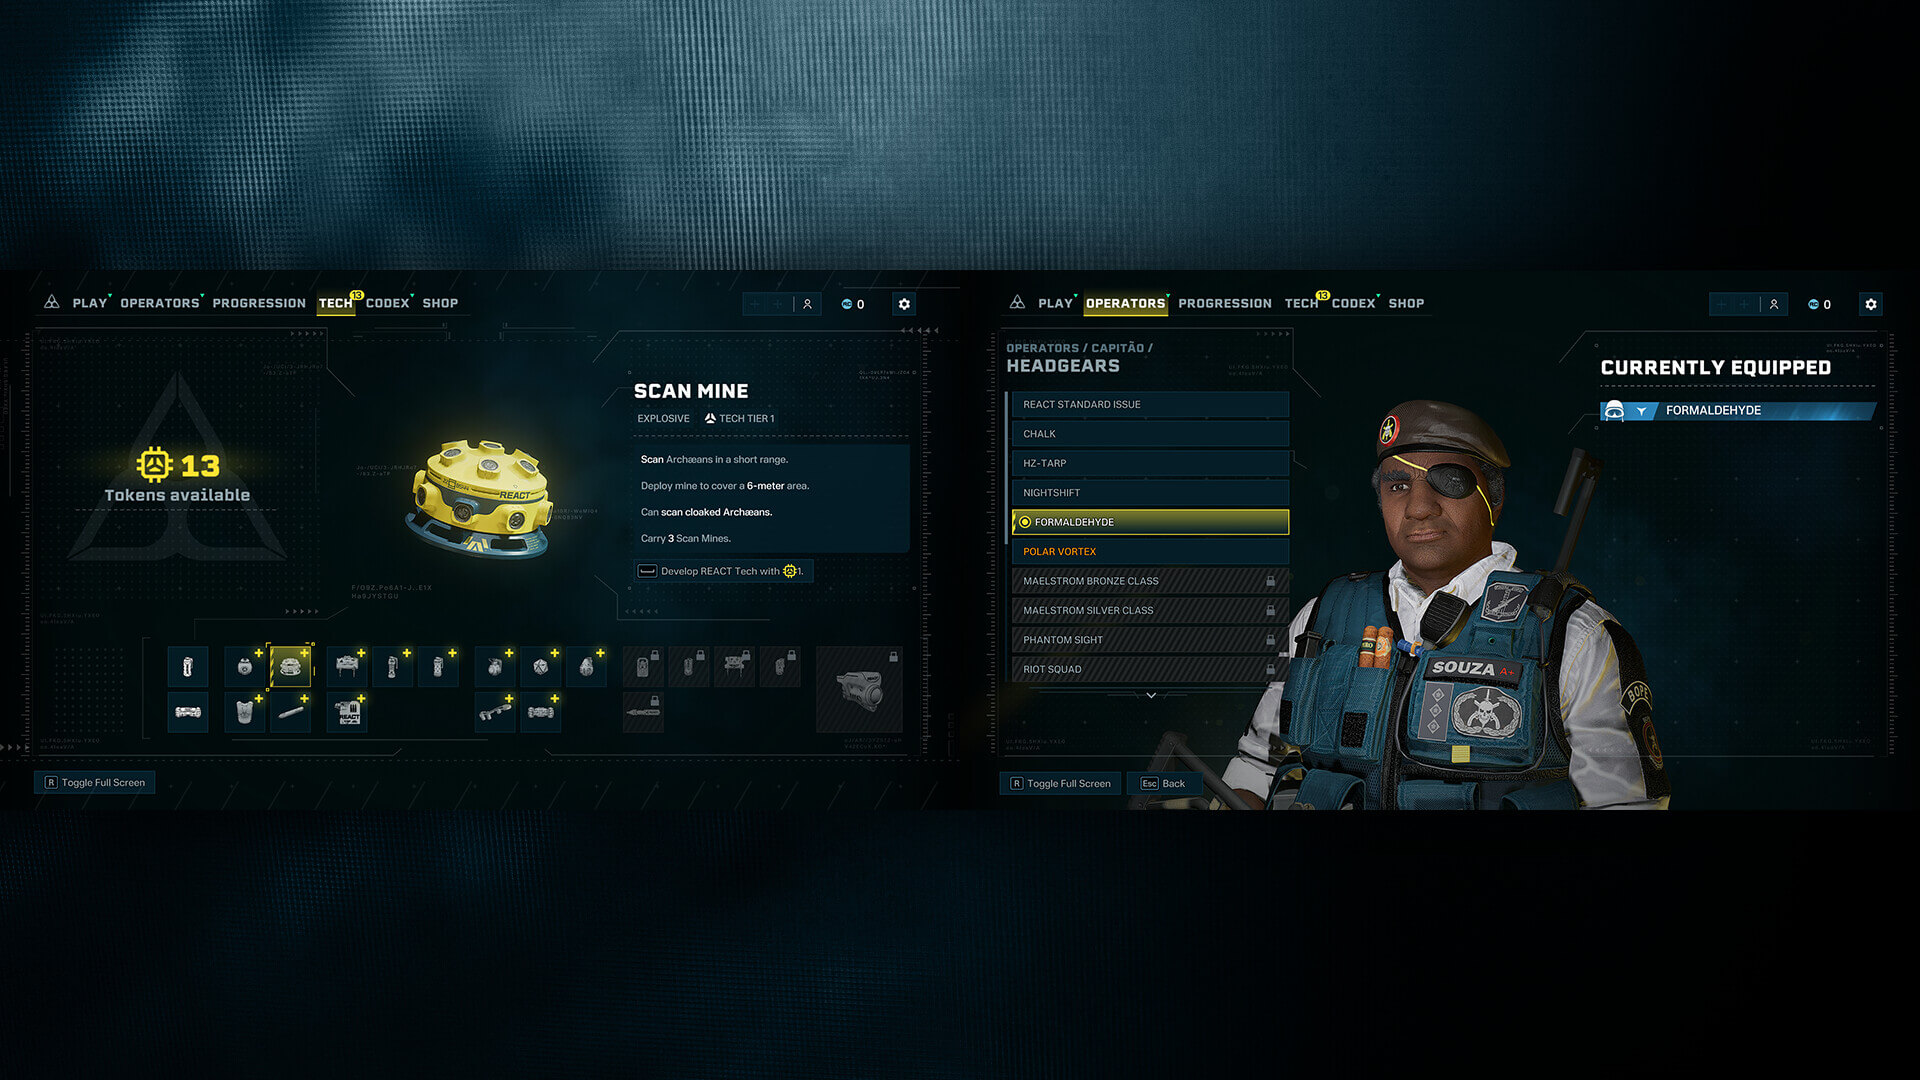 PLAY OPERATORS PROGRESSION TECH 13 CODEX SHOP
0
13
Tokens available
REACT
SCAN MINE
EXPLOSIVE TECH TIER 1
Scan Archæans in a short range.
Deploy mine to cover a 6-meter area.
Can scan cloaked Archæans.
Carry 3 Scan Mines.
Develop REACT Tech with 1.
REACT
R Toggle Full Screen
PLAY OPERATORS PROGRESSION TECH 13 CODEX SHOP
0
OPERATORS / CAPITÃO /
HEADGEARS
REACT STANDARD ISSUE
CHALK
HZ-TARP
NIGHTSHIFT
FORMALDEHYDE
POLAR VORTEX
MAELSTROM BRONZE CLASS
MAELSTROM SILVER CLASS
PHANTOM SIGHT
RIOT SQUAD
CURRENTLY EQUIPPED
FORMALDEHYDE
SOUZA A+
BOPE
R Toggle Full Screen Esc Back